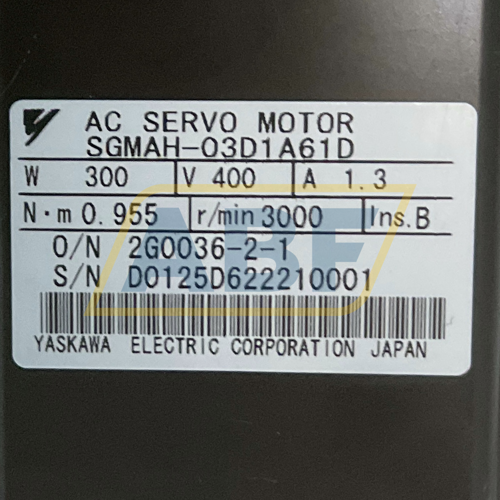 AC SERVO MOTOR
SGMAH-03D1A61D
W 300 V 400 A 1.3
N·m 0.955 r/min 3000 Ins.B
O/N 2G0036-2-1
S/N D0125D622210001
YASKAWA ELECTRIC CORPORATION JAPAN
ABF